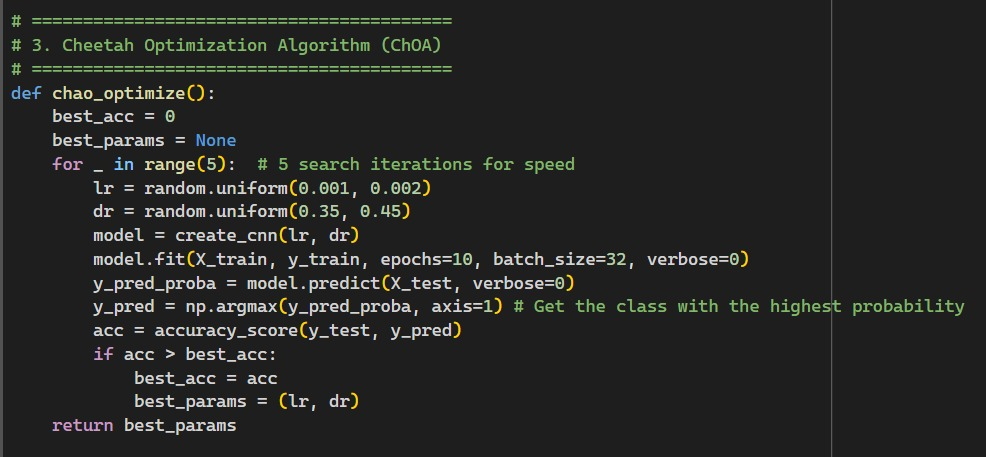 # =========================================
# 3. Cheetah Optimization Algorithm (ChOA)
# =========================================
def chao_optimize():
    best_acc = 0
    best_params = None
    for _ in range(5):  # 5 search iterations for speed
        lr = random.uniform(0.001, 0.002)
        dr = random.uniform(0.35, 0.45)
        model = create_cnn(lr, dr)
        model.fit(X_train, y_train, epochs=10, batch_size=32, verbose=0)
        y_pred_proba = model.predict(X_test, verbose=0)
        y_pred = np.argmax(y_pred_proba, axis=1) # Get the class with the highest probability
        acc = accuracy_score(y_test, y_pred)
        if acc > best_acc:
            best_acc = acc
            best_params = (lr, dr)
    return best_params